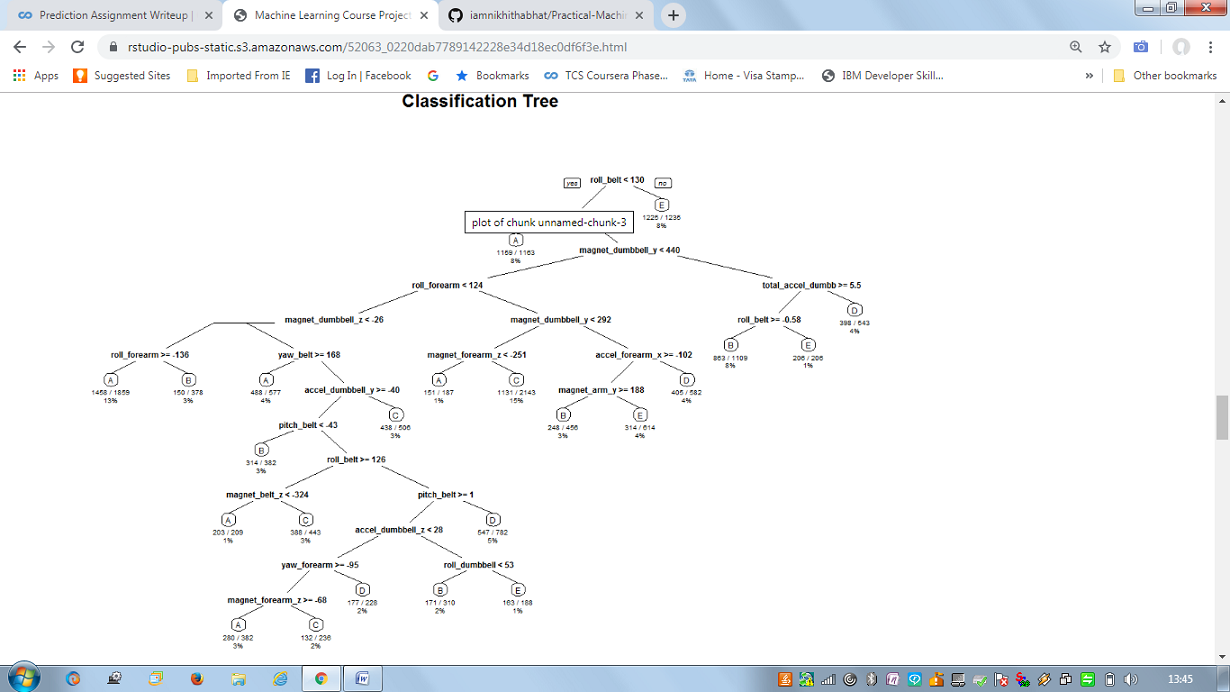 Prediction Assignment Writeup |
Machine Learning Course Project
iamnikhithabhat/Practical-Machi
rstudio-pubs-static.s3.amazonaws.com/52063_0220dab7789142228e34d18ec0df6f3e.html
Apps
Suggested Sites
Imported From IE
Log In | Facebook
Bookmarks
TCS Coursera Phase...
Home - Visa Stamp...
IBM Developer Skill...
»
Other bookmarks
Classification Tree
yes
roll_belt < 130
no
E
1226 / 1236
8%
plot of chunk unnamed-chunk-3
A
1159 / 1163
8%
magnet_dumbbell_y < 440
roll_forearm < 124
total_accel_dumbb >= 5.5
D
398 / 643
4%
magnet_dumbbell_z < -26
magnet_dumbbell_y < 292
roll_belt >= -0.58
B
863 / 1109
8%
E
206 / 206
1%
roll_forearm >= -136
yaw_belt >= 168
magnet_forearm_z < -251
accel_forearm_x >= -102
A
1458 / 1859
13%
B
150 / 378
3%
A
488 / 577
4%
accel_dumbbell_y >= -40
A
151 / 187
1%
C
1131 / 2143
15%
magnet_arm_y >= 188
D
405 / 582
4%
C
438 / 506
3%
B
248 / 456
3%
E
314 / 614
4%
pitch_belt < -43
B
314 / 382
3%
roll_belt >= 126
magnet_belt_z < -324
pitch_belt >= 1
A
203 / 209
1%
C
388 / 443
3%
accel_dumbbell_z < 28
D
547 / 782
5%
yaw_forearm >= -95
roll_dumbbell < 53
D
177 / 228
2%
B
171 / 310
2%
E
163 / 188
1%
magnet_forearm_z >= -68
A
280 / 382
3%
C
132 / 236
2%
13:45